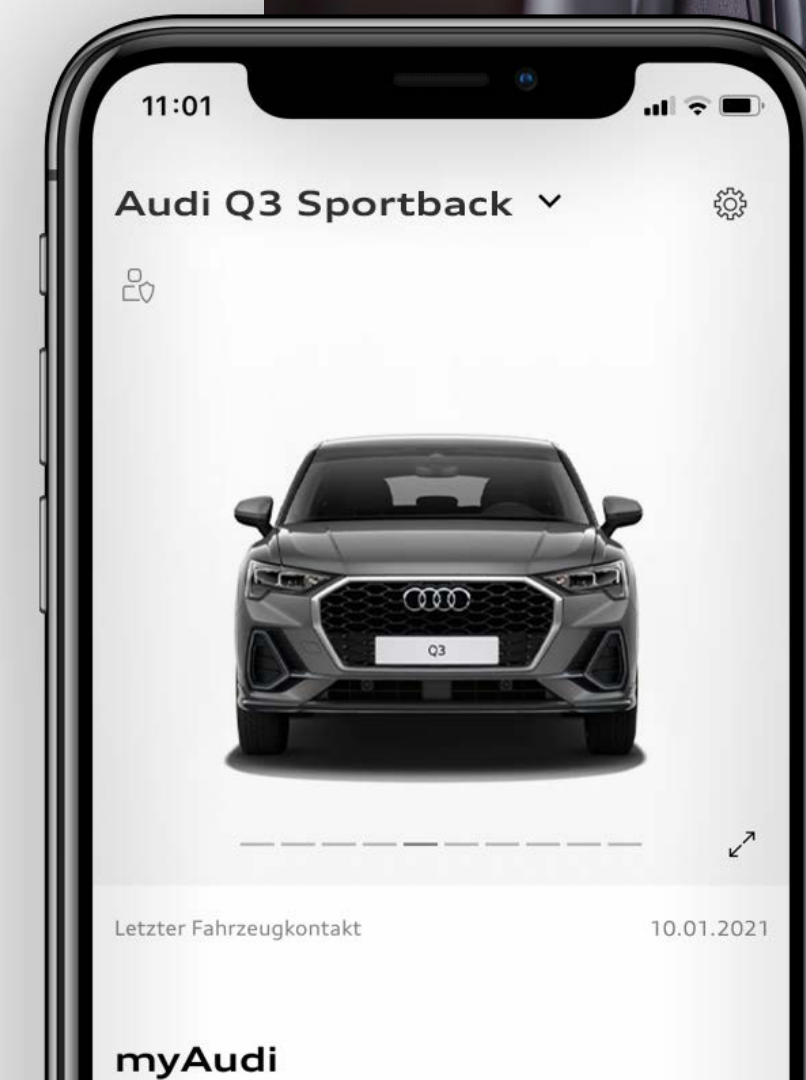 11:01
Audi Q3 Sportback
Q3
Letzter Fahrzeugkontakt 10.01.2021
myAudi